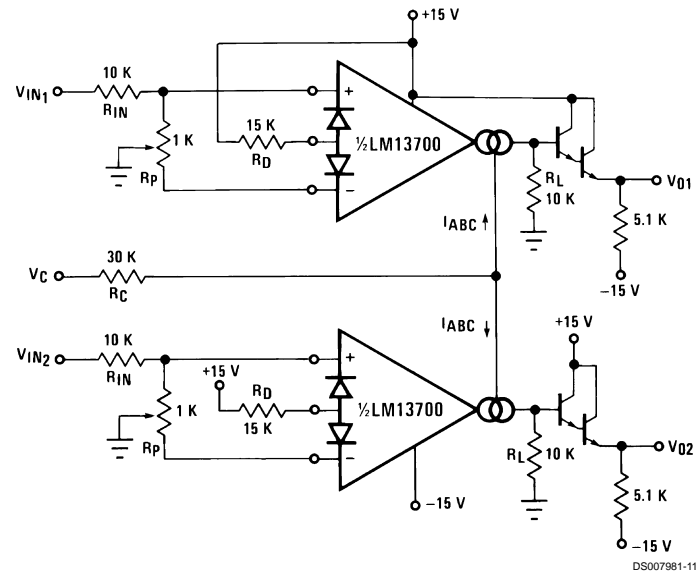 +15 V
10 K
VIN1
RIN
1 K
RP
15 K
RD
+
−
½LM13700
RL
10 K
VO1
5.1 K
−15 V
IABC
VC
30 K
RC
IABC
+15 V
10 K
VIN2
RIN
+15 V
RD
15 K
1 K
RP
+
−
½LM13700
−15 V
RL
10 K
VO2
5.1 K
−15 V
DS007981-11